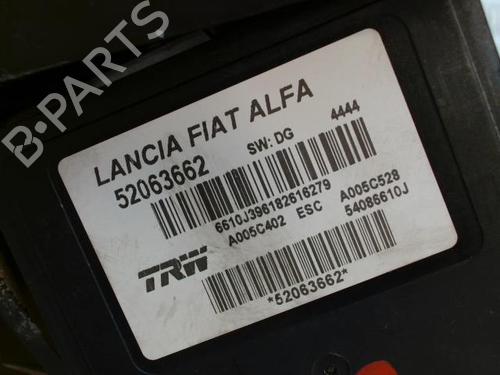 B-PARTS
LANCIA FIAT ALFA
52063662 SW: DG 4444
6610J396182616279
A005C402 ESC A005C528
54086610J
TRW
*52063662*